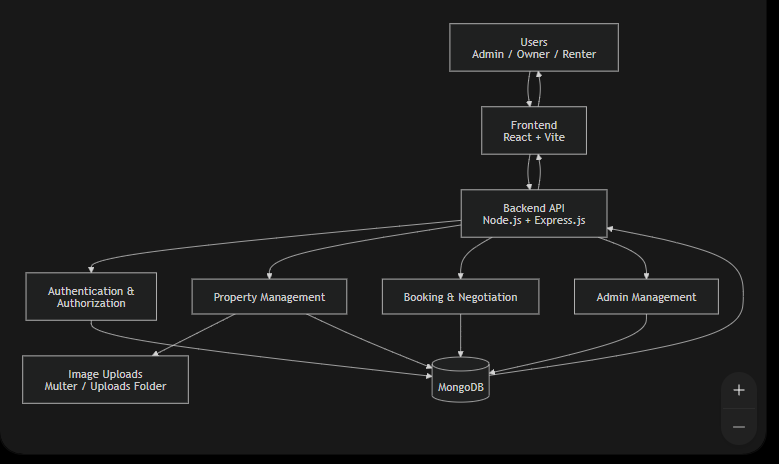 Users
Admin / Owner / Renter
Frontend
React + Vite
Backend API
Node.js + Express.js
Authentication &
Authorization
Property Management
Booking & Negotiation
Admin Management
Image Uploads
Multer / Uploads Folder
MongoDB